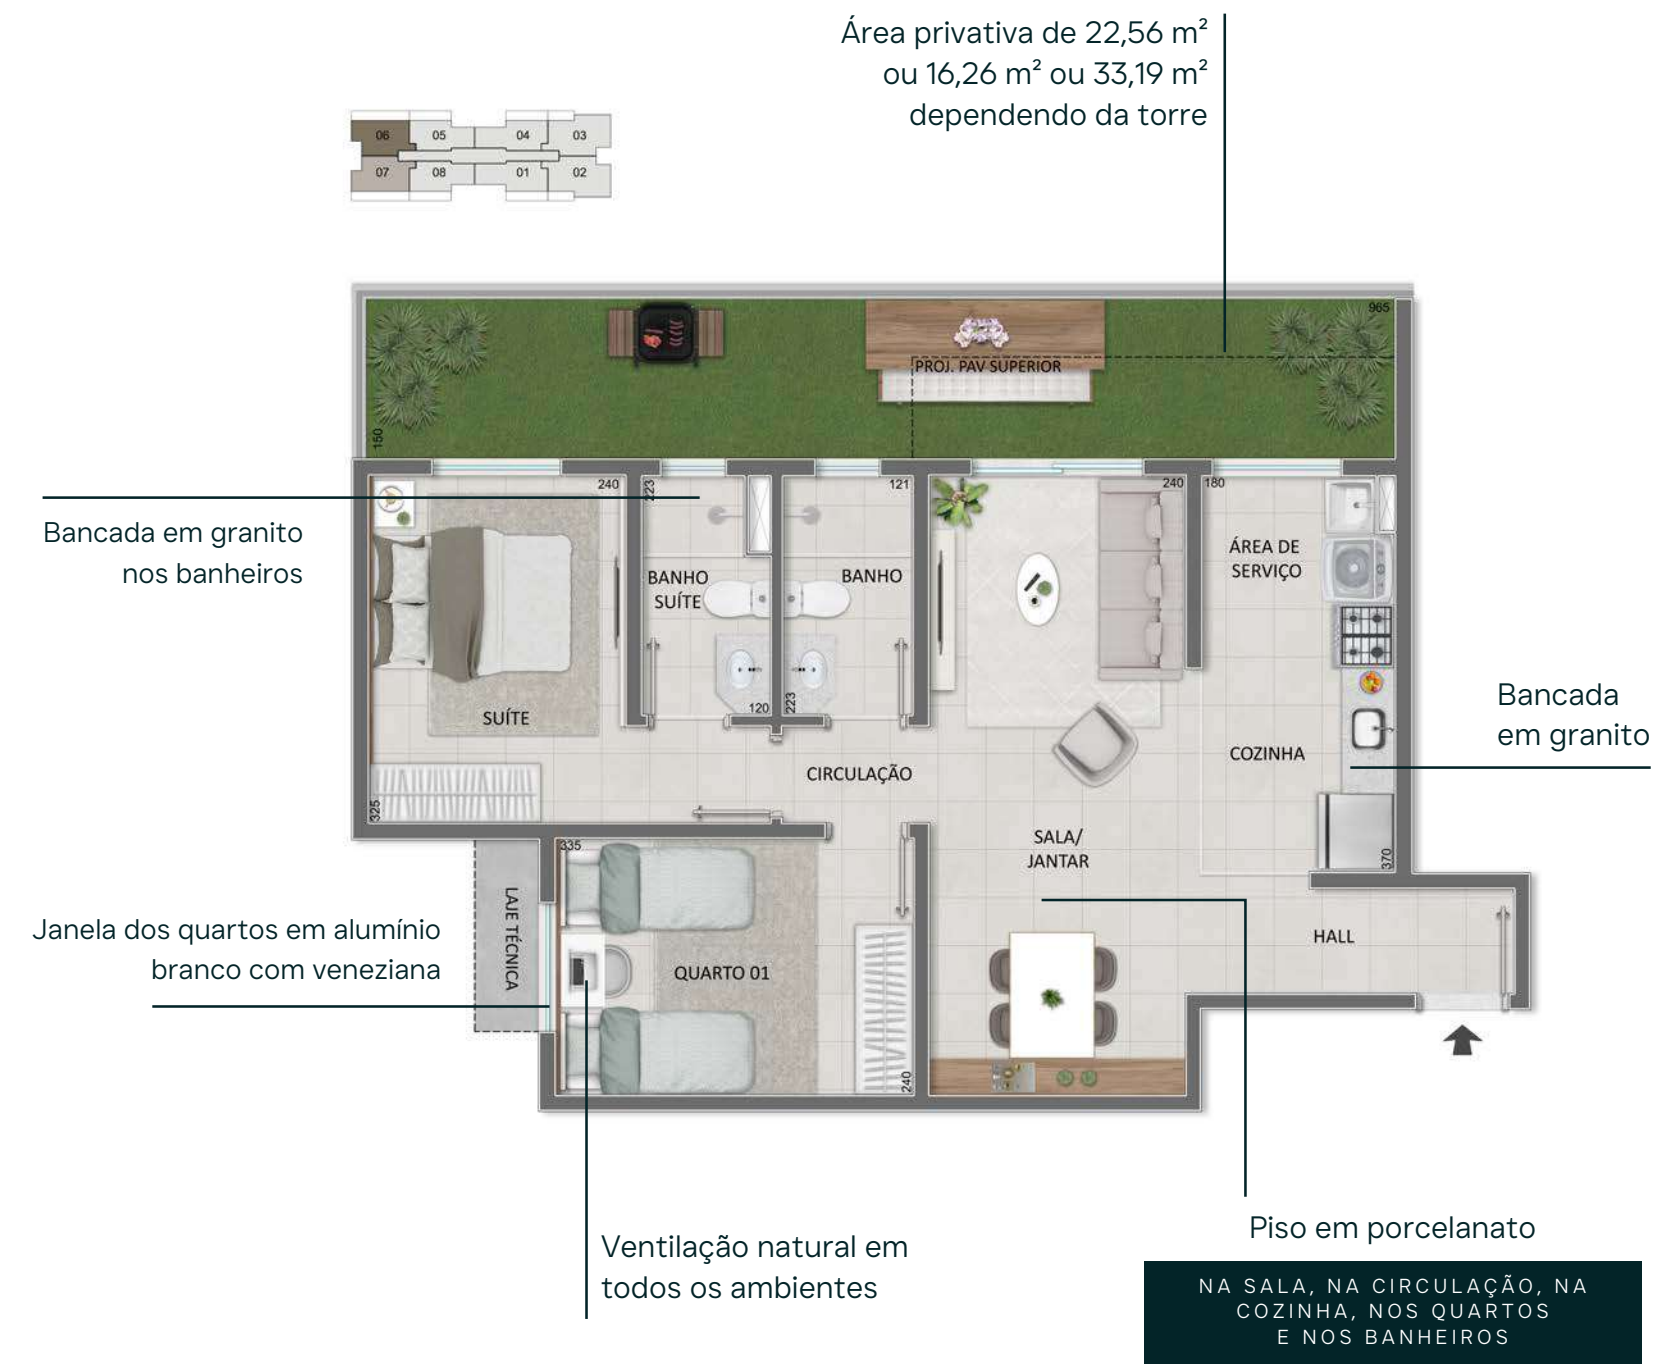 Área privativa de 22,56 m²
ou 16,26 m² ou 33,19 m²
dependendo da torre
06
05
04
03
07
08
01
02
965
PROJ. PAV SUPERIOR
150
240
223
121
240
180
Bancada em granito
nos banheiros
ÁREA DE
SERVIÇO
BANHO
SUÍTE
BANHO
SUÍTE
120
223
Bancada
em granito
COZINHA
CIRCULAÇÃO
325
SALA/
JANTAR
370
335
LAJE TÉCNICA
Janela dos quartos em alumínio
branco com veneziana
QUARTO 01
HALL
240
Ventilação natural em
todos os ambientes
Piso em porcelanato
NA SALA, NA CIRCULAÇÃO, NA
COZINHA, NOS QUARTOS
E NOS BANHEIROS